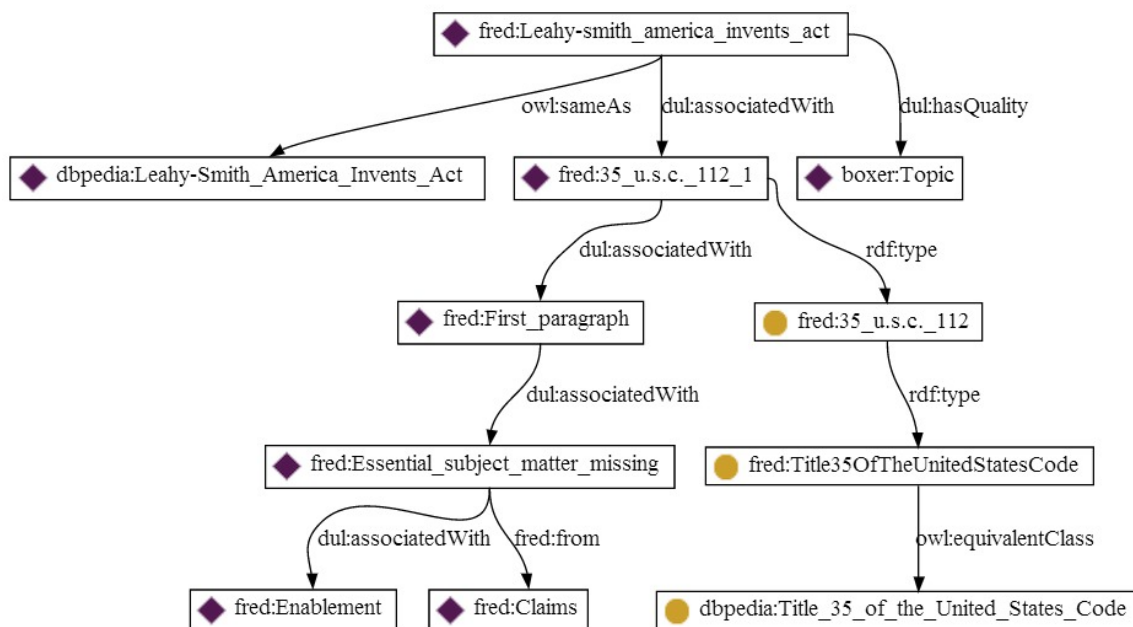 fred:Leahy-smith_america_invents_act
owl:sameAs
dul:associatedWith
dul:hasQuality
dbpedia:Leahy-Smith_America_Invents_Act
fred:35_u.s.c._112_1
boxer:Topic
dul:associatedWith
rdf:type
fred:First_paragraph
fred:35_u.s.c._112
dul:associatedWith
rdf:type
fred:Essential_subject_matter_missing
fred:Title35OfTheUnitedStatesCode
dul:associatedWith
fred:from
owl:equivalentClass
fred:Enablement
fred:Claims
dbpedia:Title_35_of_the_United_States_Code